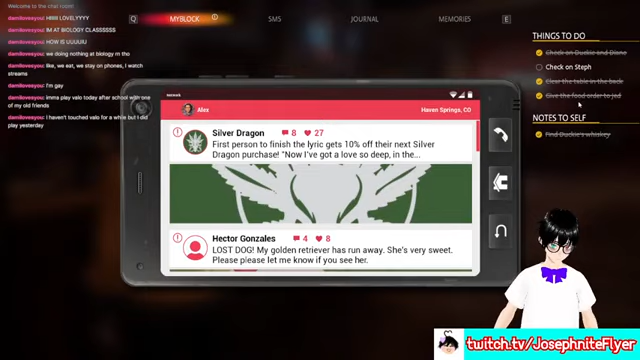 Welcome to the chat room!
damilovesyou: HIIIII LOVELYYYY
damilovesyou: IM AT BIOLOGY CLASSSSSS
damilovesyou: HOW IS UUUUIU
damilovesyou: we doing nothing at biology rn tho
damilovesyou: like, we eat, we stay on phones, I watch
streams
damilovesyou: I'm gay
damilovesyou: imma play valo today after school with one
of my old friends
damilovesyou: I haven't touched valo for a while but I did
play yesterday
Q
MYBLOCK
SMS
JOURNAL
MEMORIES
E
THINGS TO DO
Check on Duckie and Diane
Check on Steph
Clear the table in the back
Give the food order to Jed
NOTES TO SELF
Find Duckie's whiskey
Alex
Haven Springs, CO
Silver Dragon 8 27
First person to finish the lyric gets 10% off their next Silver
Dragon purchase! "Now I've got a love so deep, in the...
Hector Gonzales 4 8
LOST DOG! My golden retriever has run away. She's very sweet.
Please please let me know if you see her.
twitch.tv/JosephniteFlyer